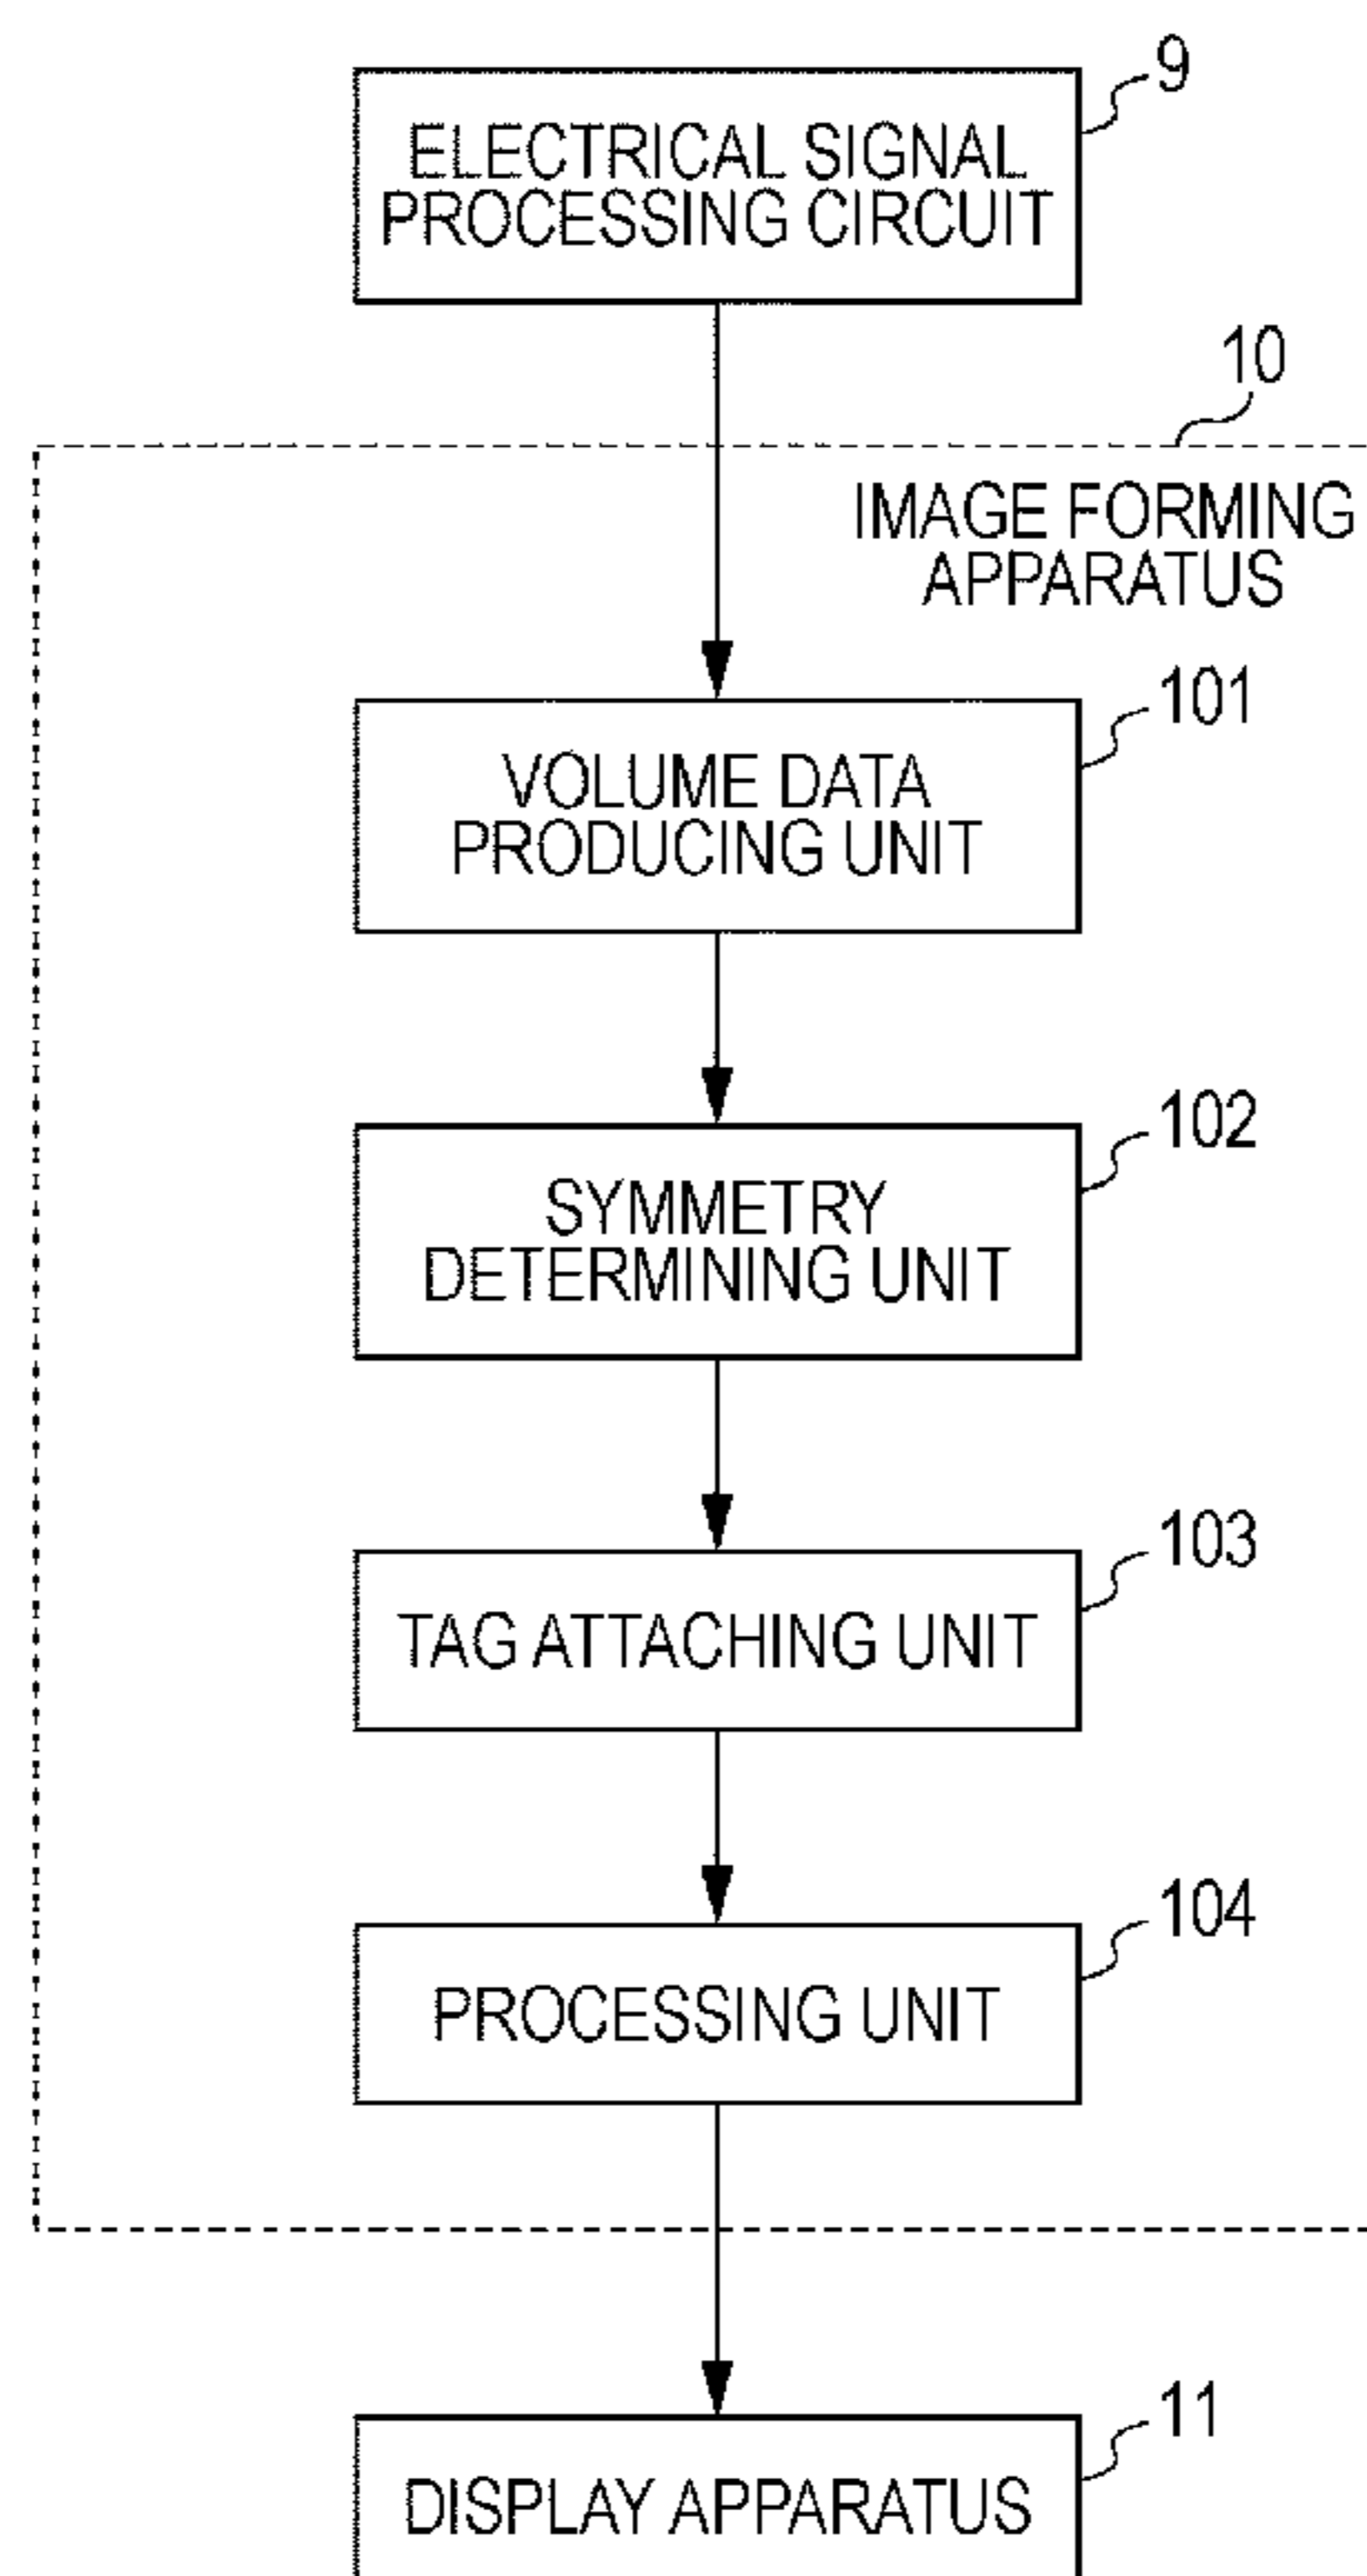 9
ELECTRICAL SIGNAL
PROCESSING CIRCUIT
10
IMAGE FORMING
APPARATUS
101
VOLUME DATA
PRODUCING UNIT
102
SYMMETRY
DETERMINING UNIT
103
TAG ATTACHING UNIT
104
PROCESSING UNIT
11
DISPLAY APPARATUS